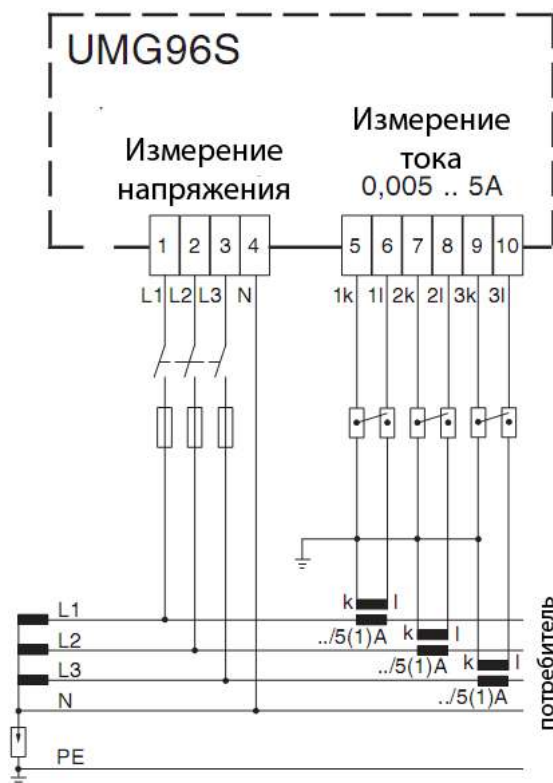 UMG96S
Измерение
напряжения
Измерение
тока
0,005 .. 5A
1 2 3 4
5 6 7 8 9 10
L1 L2 L3 N
1k 1l 2k 2l 3k 3l
k l
../5(1)A
k l
../5(1)A
k l
../5(1)A
L1
L2
L3
N
PE
потребитель